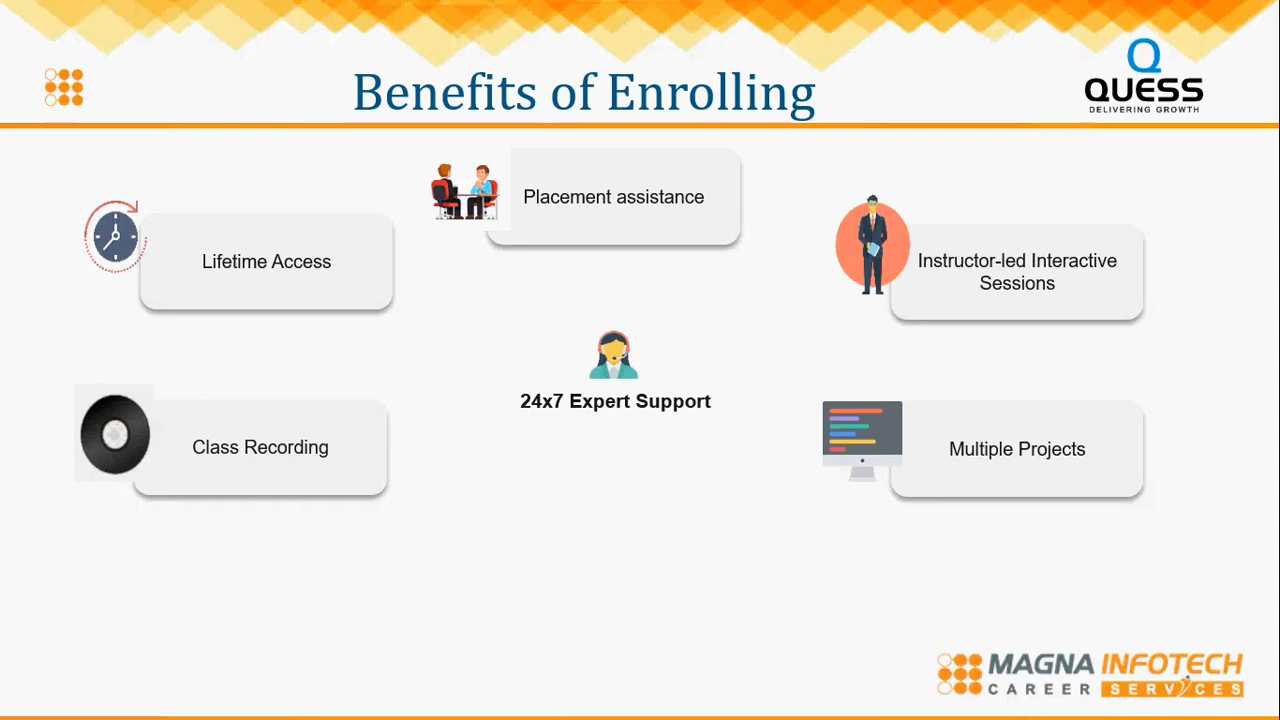 Benefits of Enrolling
Q
QUESS
DELIVERING GROWTH
Placement assistance
Lifetime Access
Instructor-led Interactive
Sessions
24x7 Expert Support
Class Recording
Multiple Projects
MAGNA INFOTECH
CAREER SERVICES